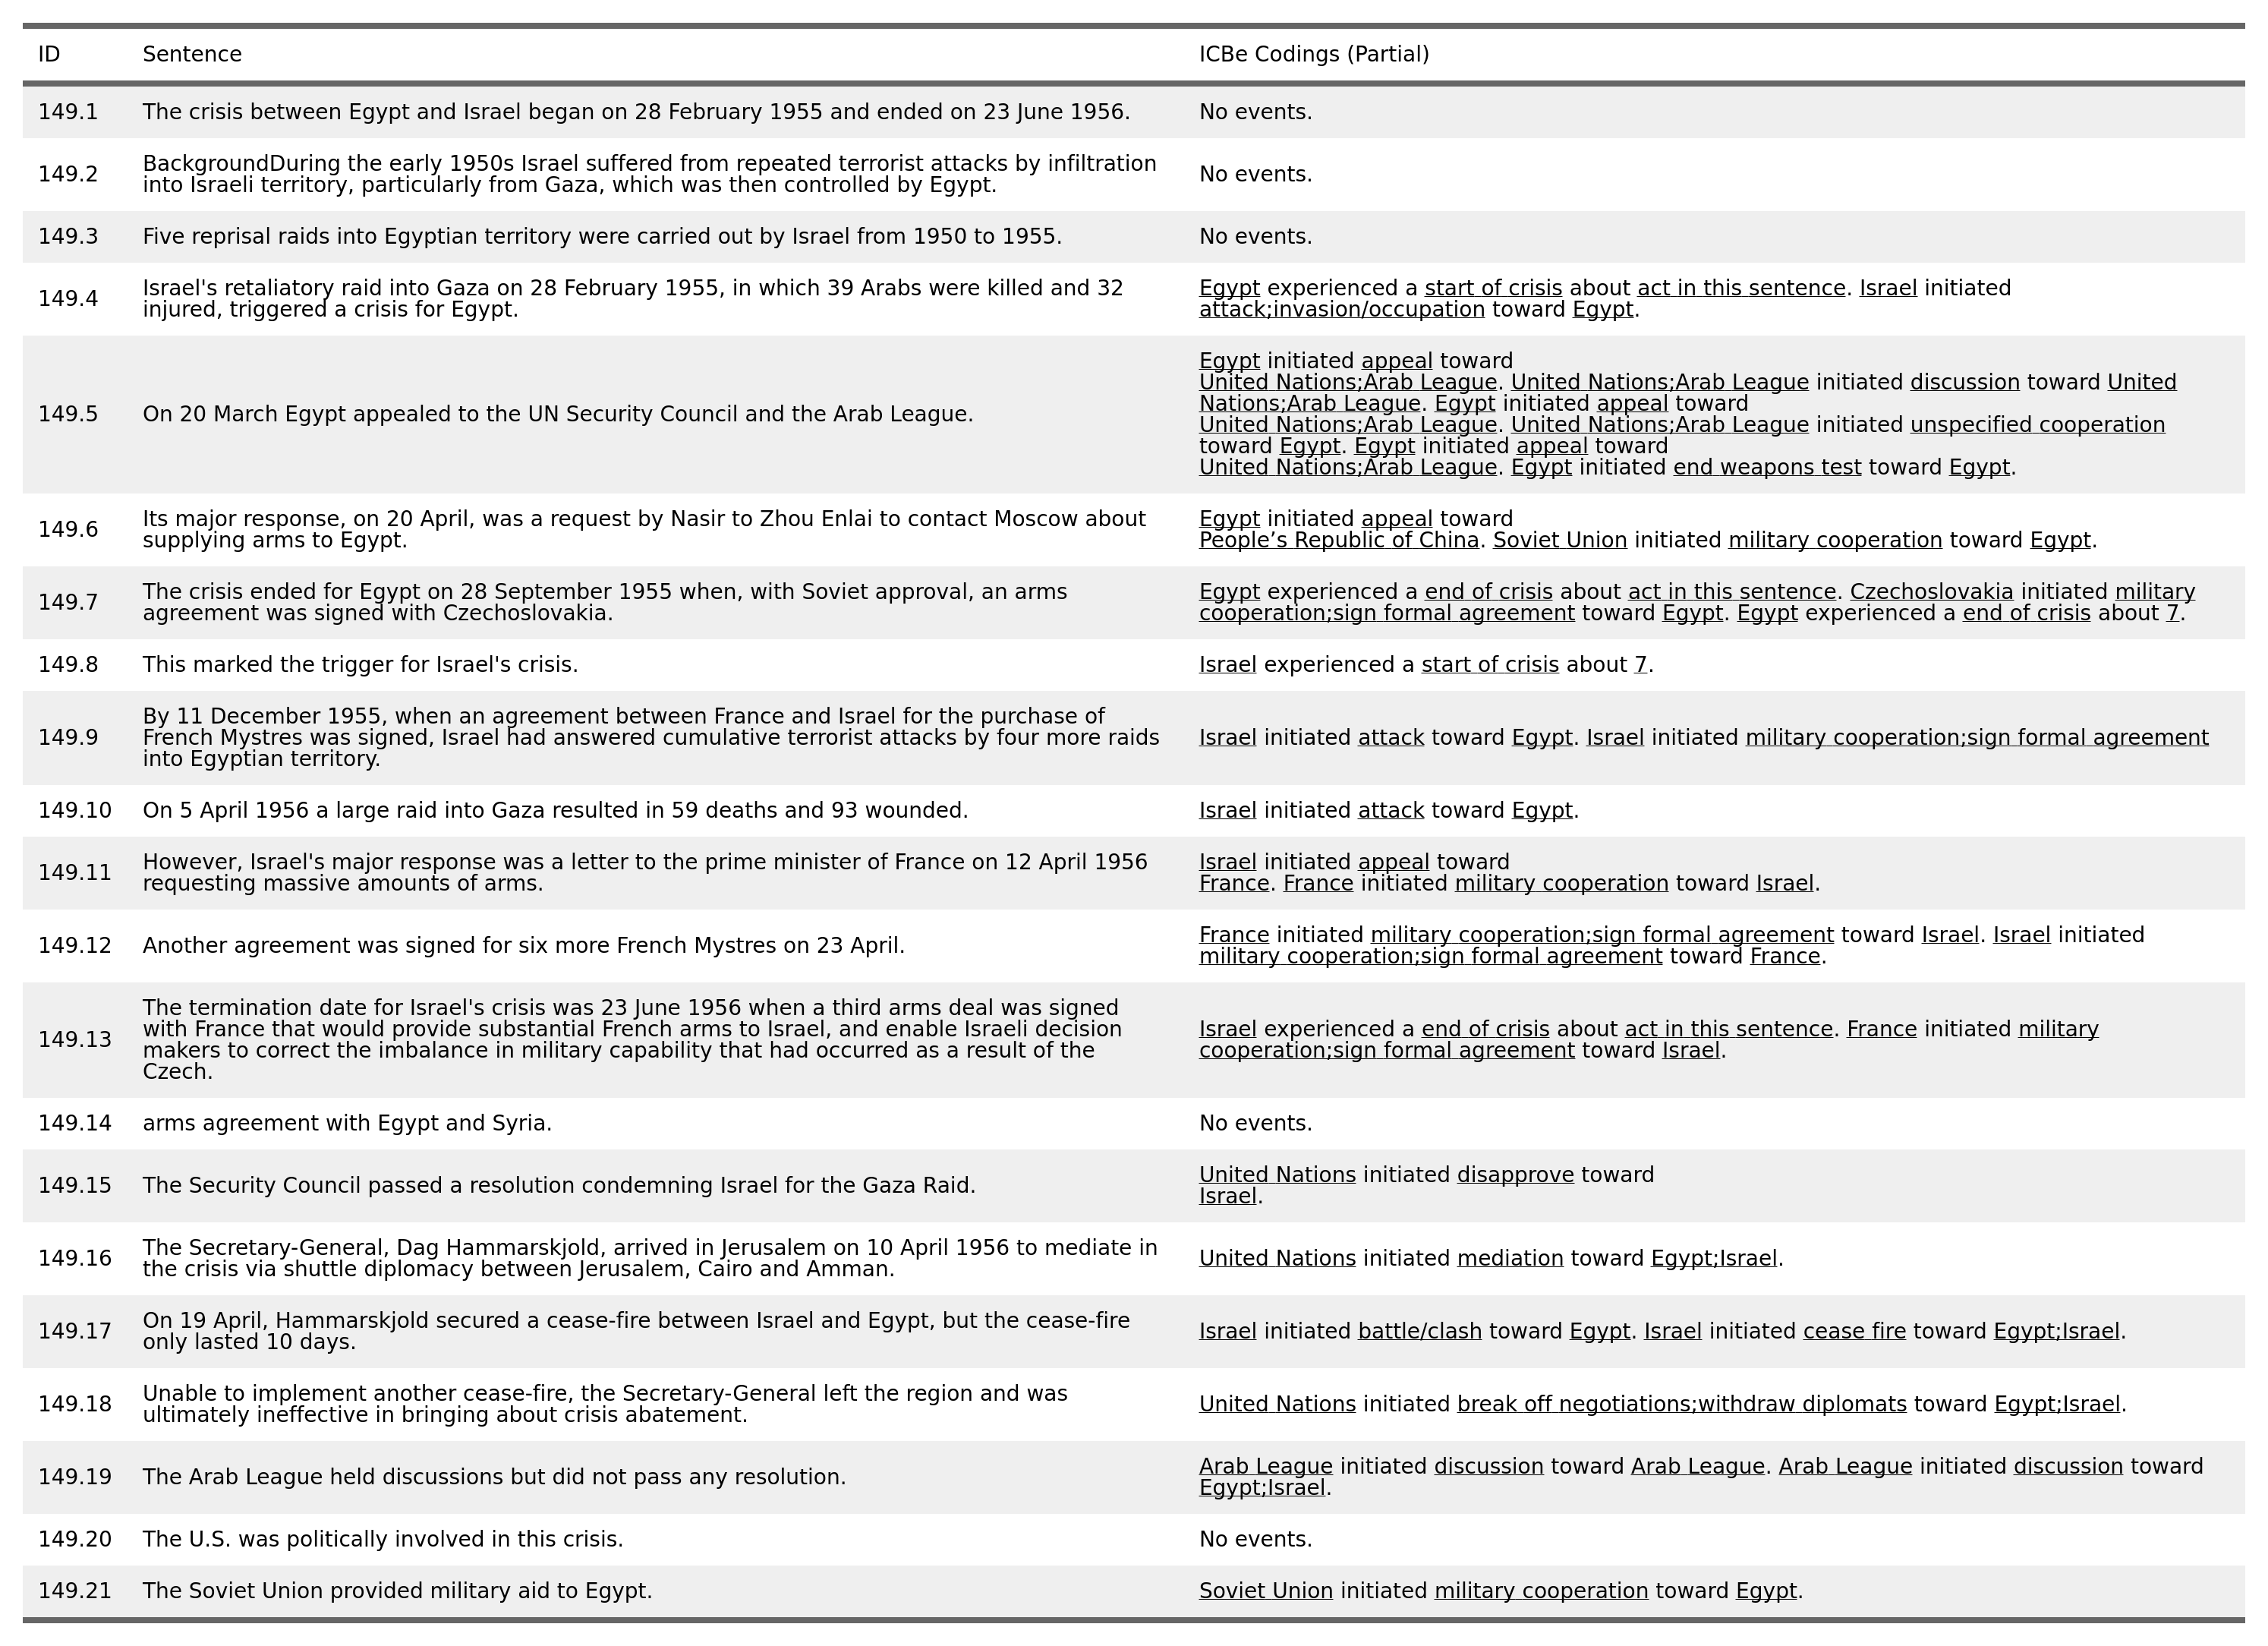 ID Sentence ICBe Codings (Partial)
149.1 The crisis between Egypt and Israel began on 28 February 1955 and ended on 23 June 1956. No events.
149.2 BackgroundDuring the early 1950s Israel suffered from repeated terrorist attacks by infiltration
into Israeli territory, particularly from Gaza, which was then controlled by Egypt. No events.
149.3 Five reprisal raids into Egyptian territory were carried out by Israel from 1950 to 1955. No events.
149.4 Israel's retaliatory raid into Gaza on 28 February 1955, in which 39 Arabs were killed and 32
injured, triggered a crisis for Egypt.
Egypt experienced a start of crisis about act in this sentence. Israel initiated
attack;invasion/occupation toward Egypt.
149.5 On 20 March Egypt appealed to the UN Security Council and the Arab League.
Egypt initiated appeal toward
United Nations;Arab League. United Nations;Arab League initiated discussion toward United
Nations;Arab League. Egypt initiated appeal toward
United Nations;Arab League. United Nations;Arab League initiated unspecified cooperation
toward Egypt. Egypt initiated appeal toward
United Nations;Arab League. Egypt initiated end weapons test toward Egypt.
149.6 Its major response, on 20 April, was a request by Nasir to Zhou Enlai to contact Moscow about
supplying arms to Egypt.
Egypt initiated appeal toward
People’s Republic of China. Soviet Union initiated military cooperation toward Egypt.
149.7 The crisis ended for Egypt on 28 September 1955 when, with Soviet approval, an arms
agreement was signed with Czechoslovakia.
Egypt experienced a end of crisis about act in this sentence. Czechoslovakia initiated military
cooperation;sign formal agreement toward Egypt. Egypt experienced a end of crisis about 7.
149.8 This marked the trigger for Israel's crisis. Israel experienced a start of crisis about 7.
149.9 By 11 December 1955, when an agreement between France and Israel for the purchase of
French Mystres was signed, Israel had answered cumulative terrorist attacks by four more raids
into Egyptian territory.
Israel initiated attack toward Egypt. Israel initiated military cooperation;sign formal agreement
149.10 On 5 April 1956 a large raid into Gaza resulted in 59 deaths and 93 wounded. Israel initiated attack toward Egypt.
149.11 However, Israel's major response was a letter to the prime minister of France on 12 April 1956
requesting massive amounts of arms.
Israel initiated appeal toward
France. France initiated military cooperation toward Israel.
149.12 Another agreement was signed for six more French Mystres on 23 April.
France initiated military cooperation;sign formal agreement toward Israel. Israel initiated
military cooperation;sign formal agreement toward France.
149.13 The termination date for Israel's crisis was 23 June 1956 when a third arms deal was signed
with France that would provide substantial French arms to Israel, and enable Israeli decision
makers to correct the imbalance in military capability that had occurred as a result of the
Czech.
Israel experienced a end of crisis about act in this sentence. France initiated military
cooperation;sign formal agreement toward Israel.
149.14 arms agreement with Egypt and Syria. No events.
149.15 The Security Council passed a resolution condemning Israel for the Gaza Raid.
United Nations initiated disapprove toward
Israel.
149.16 The Secretary-General, Dag Hammarskjold, arrived in Jerusalem on 10 April 1956 to mediate in
the crisis via shuttle diplomacy between Jerusalem, Cairo and Amman.
United Nations initiated mediation toward Egypt;Israel.
149.17 On 19 April, Hammarskjold secured a cease-fire between Israel and Egypt, but the cease-fire
only lasted 10 days.
Israel initiated battle/clash toward Egypt. Israel initiated cease fire toward Egypt;Israel.
149.18 Unable to implement another cease-fire, the Secretary-General left the region and was
ultimately ineffective in bringing about crisis abatement.
United Nations initiated break off negotiations;withdraw diplomats toward Egypt;Israel.
149.19 The Arab League held discussions but did not pass any resolution.
Arab League initiated discussion toward Arab League. Arab League initiated discussion toward
Egypt;Israel.
149.20 The U.S. was politically involved in this crisis. No events.
149.21 The Soviet Union provided military aid to Egypt. Soviet Union initiated military cooperation toward Egypt.